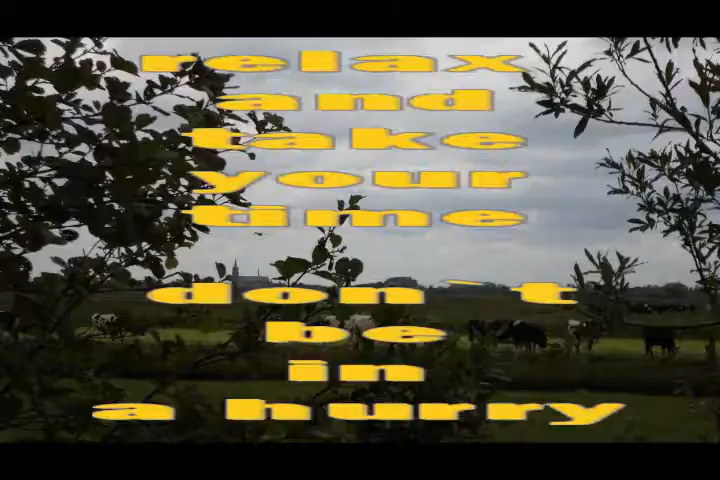 relax
and
take
your
time
don`t
be
in
a hurry